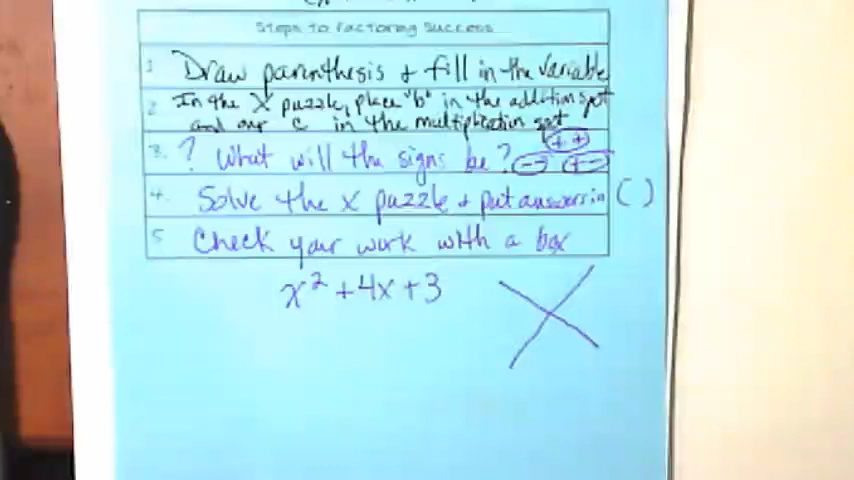 Steps to Factoring Success
1. Draw parinthesis + fill in the variable
2. In the X puzzle, place "b" in the addition spot
and our c in the multiplication spot
3. ? What will the signs be? ++
-- +-
4. Solve the x puzzle + put answers in ( )
5. Check your work with a box
x² + 4x + 3